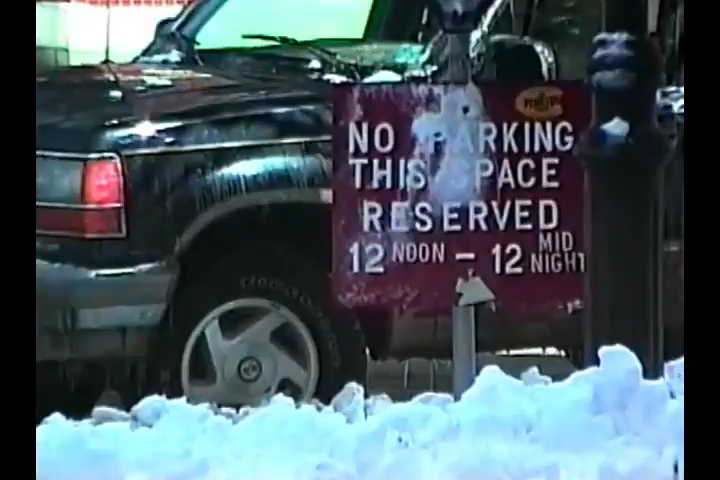 NO PARKING
THIS SPACE
RESERVED
12 NOON - 12 MID NIGHT